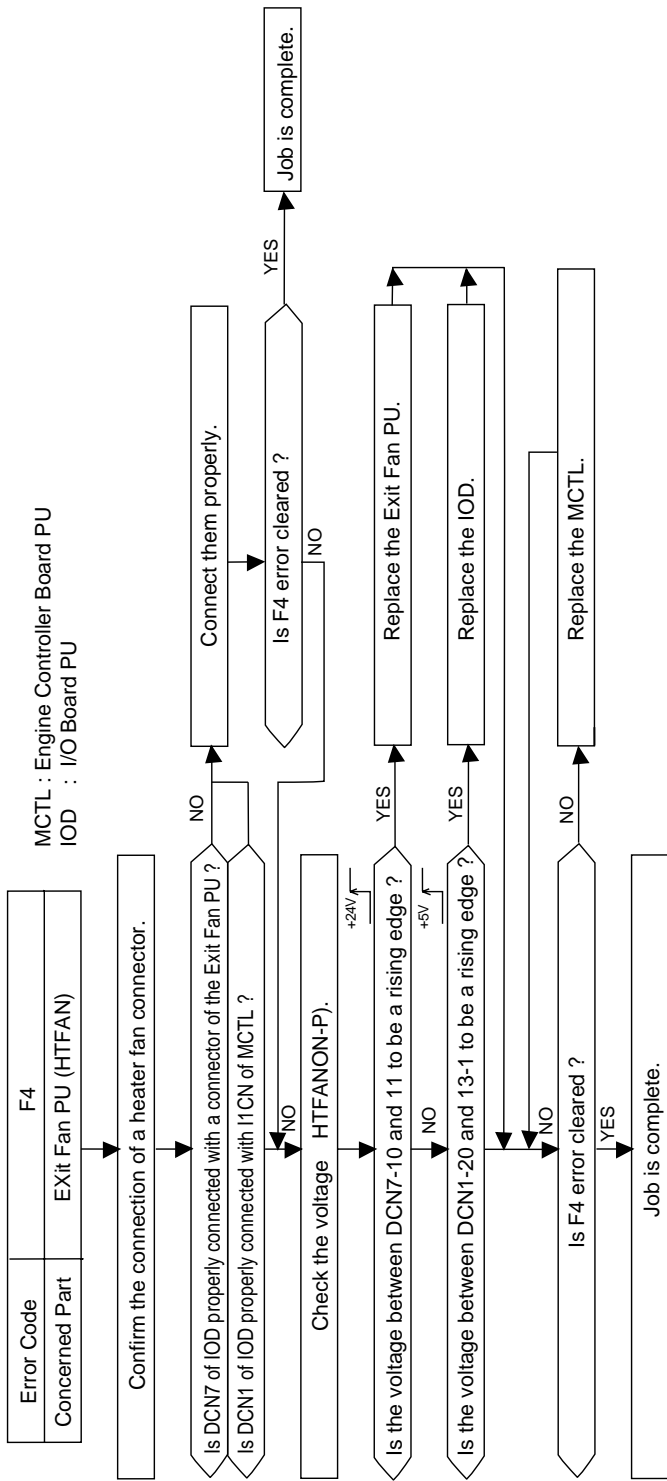 Error Code F4
Concerned Part EXit Fan PU (HTFAN)
MCTL : Engine Controller Board PU
IOD : I/O Board PU
Confirm the connection of a heater fan connector.
Is DCN7 of IOD properly connected with a connector of the Exit Fan PU ?
Is DCN1 of IOD properly connected with I1CN of MCTL ?
NO
Connect them properly.
Is F4 error cleared ?
YES
Job is complete.
NO
NO
Check the voltage HTFANON-P).
+24V
Is the voltage between DCN7-10 and 11 to be a rising edge ?
YES
Replace the Exit Fan PU.
NO
+5V
Is the voltage between DCN1-20 and 13-1 to be a rising edge ?
YES
Replace the IOD.
NO
Is F4 error cleared ?
NO
Replace the MCTL.
YES
Job is complete.